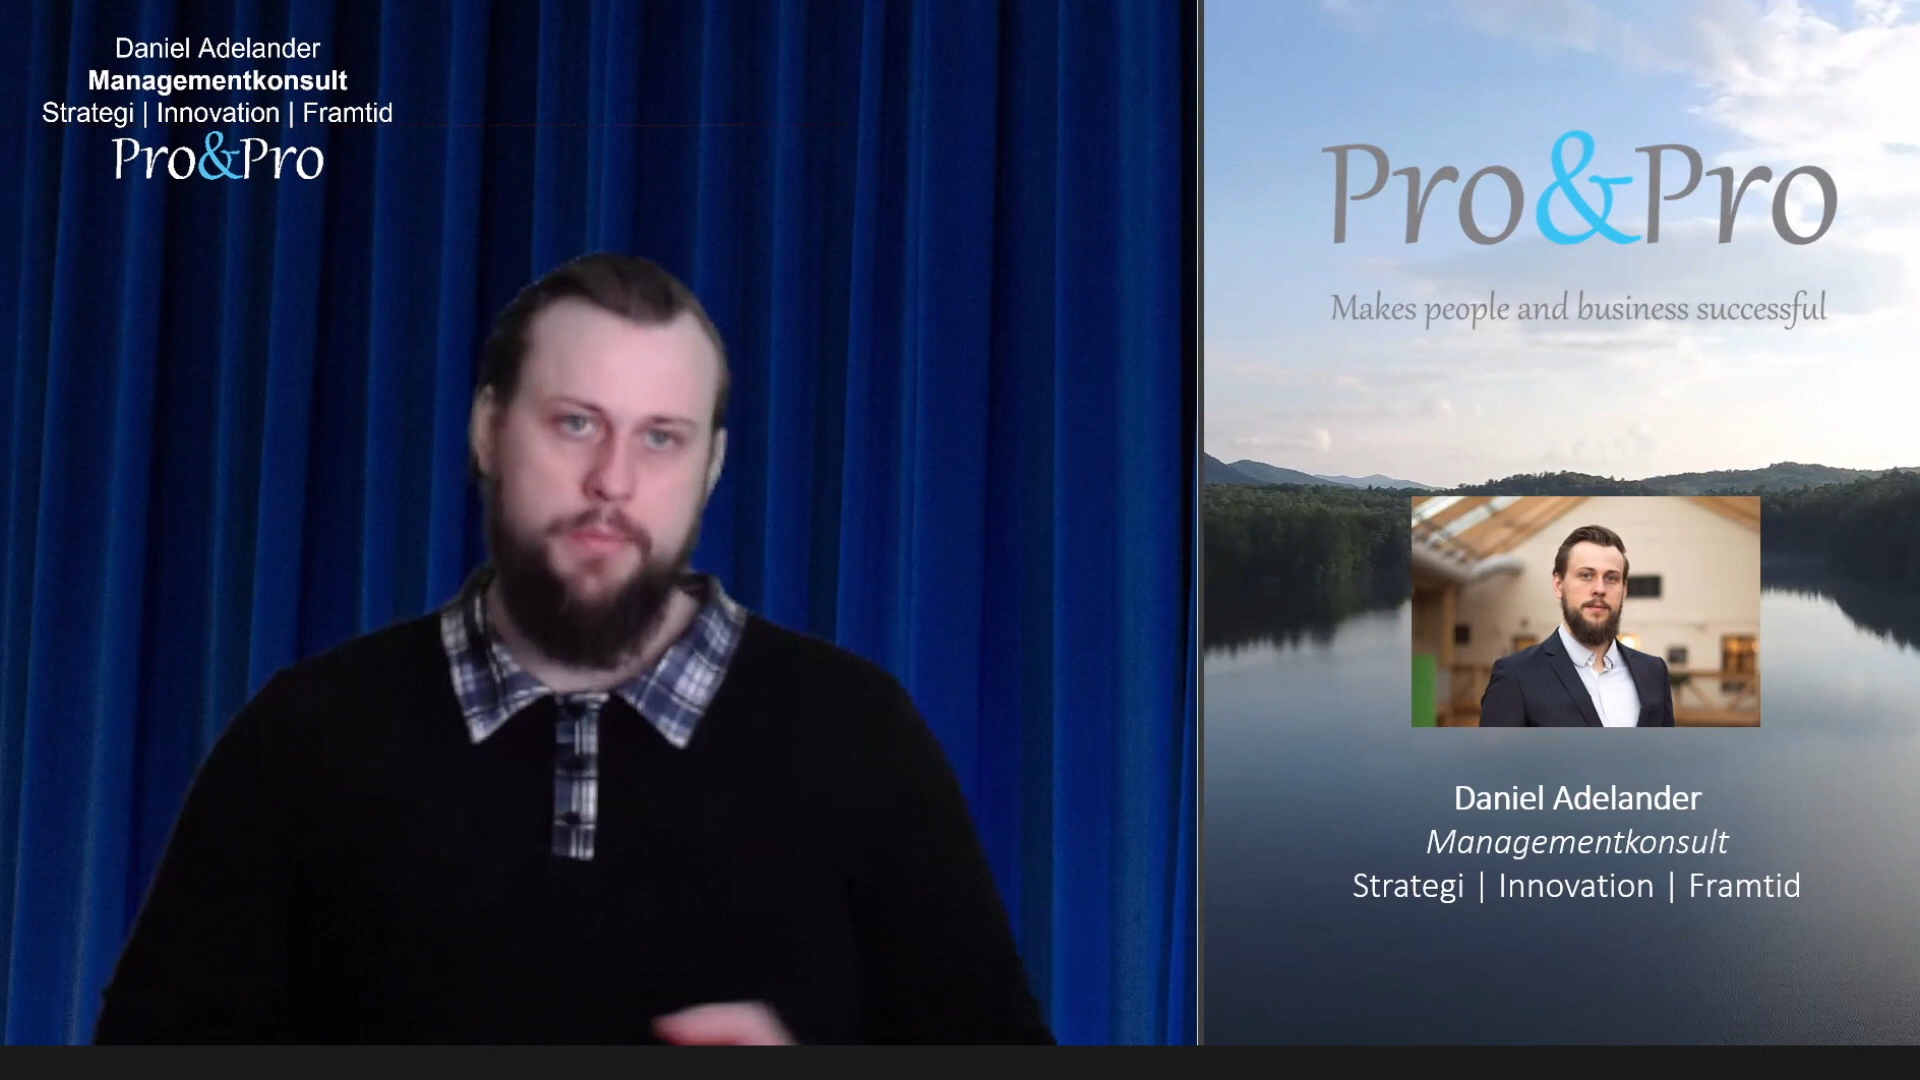 Daniel Adelander
Managementkonsult
Strategi | Innovation | Framtid
Pro&Pro
Pro&Pro
Makes people and business successful
Daniel Adelander
Managementkonsult
Strategi | Innovation | Framtid